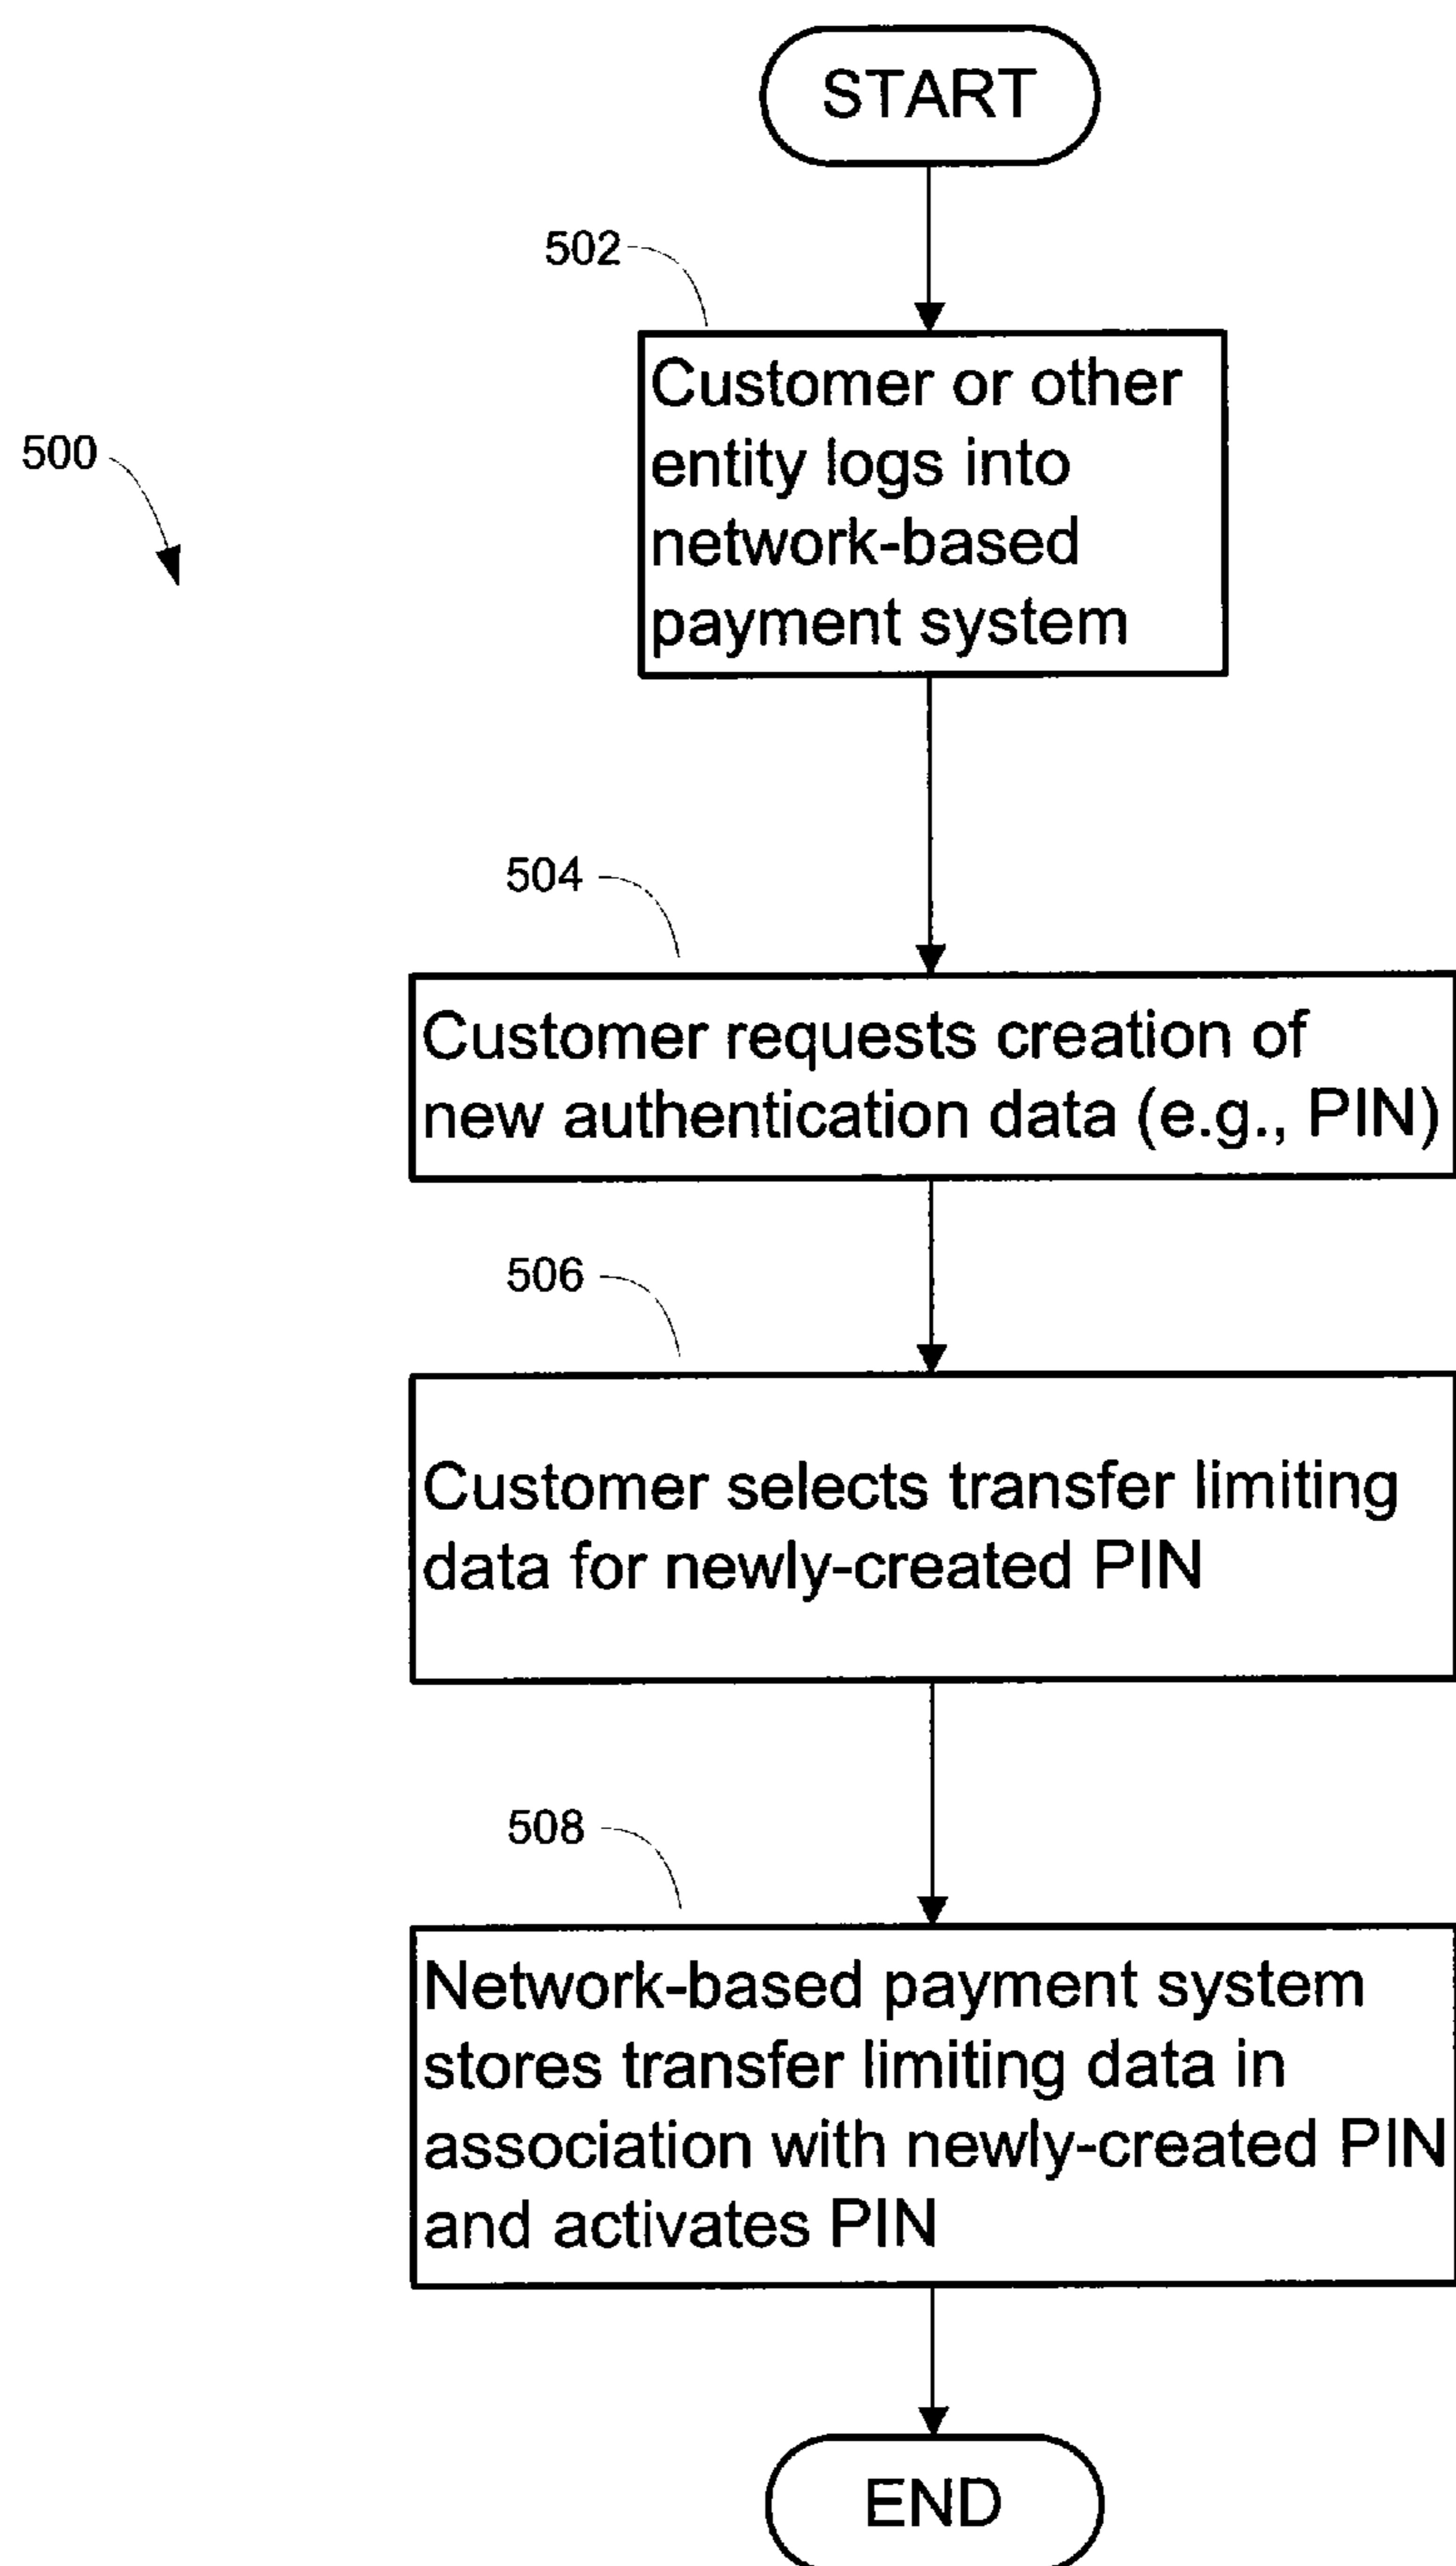 START
502
Customer or other
entity logs into
network-based
payment system
500
504
Customer requests creation of
new authentication data (e.g., PIN)
506
Customer selects transfer limiting
data for newly-created PIN
508
Network-based payment system
stores transfer limiting data in
association with newly-created PIN
and activates PIN
END